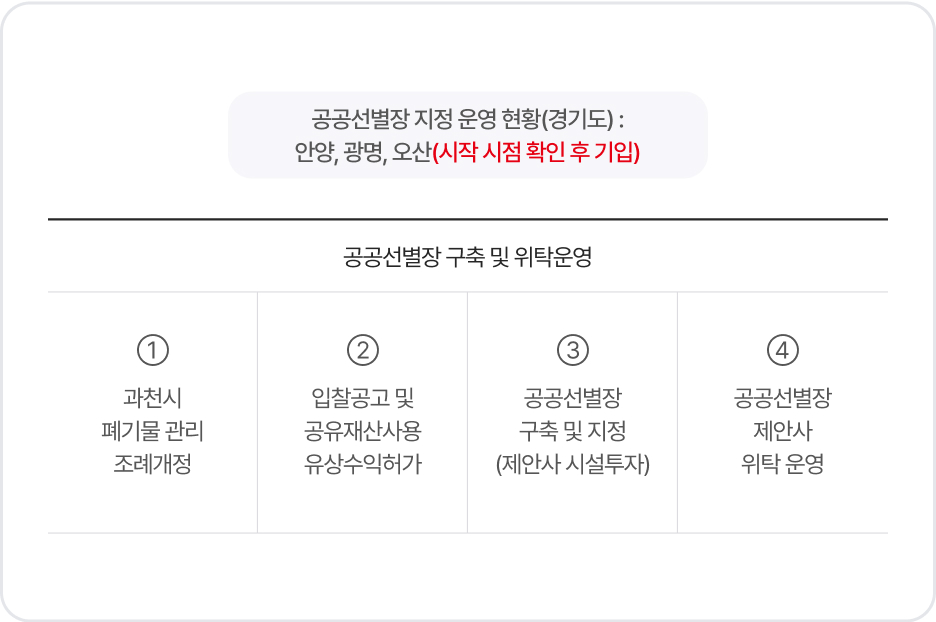 공공선별장 지정 운영 현황(경기도) :
안양, 광명, 오산(시작 시점 확인 후 기입)
공공선별장 구축 및 위탁운영
①
과천시
폐기물 관리
조례개정
②
입찰공고 및
공유재산사용
유상수익허가
③
공공선별장
구축 및 지정
(제안사 시설투자)
④
공공선별장
제안사
위탁 운영